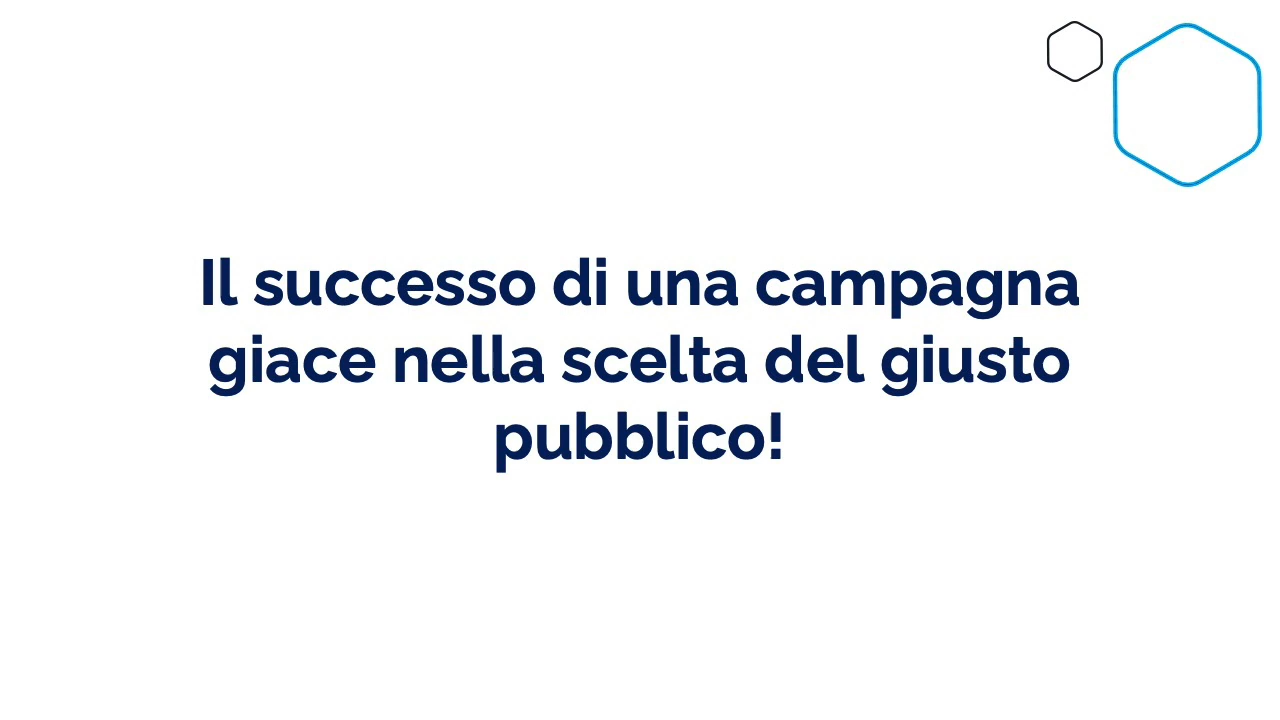 Il successo di una campagna
giace nella scelta del giusto
pubblico!